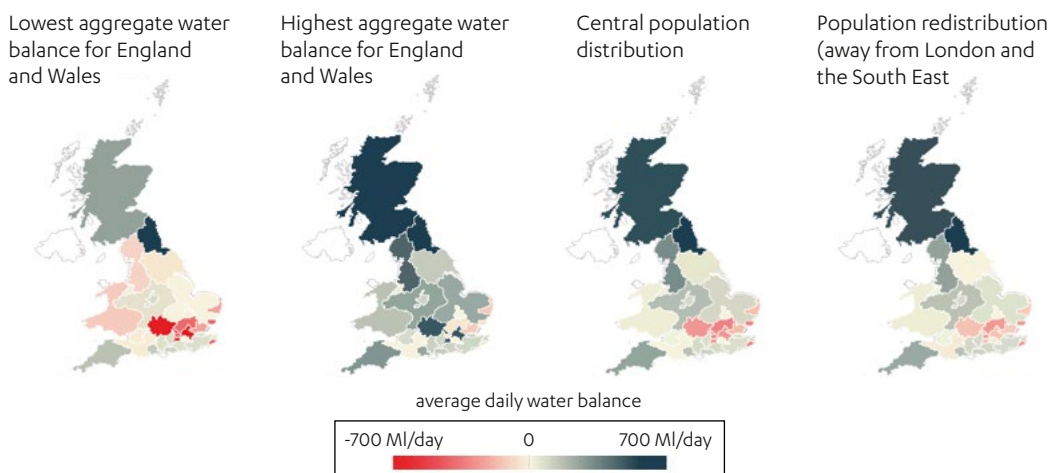 Lowest aggregate water
balance for England
and Wales
Highest aggregate water
balance for England
and Wales
Central population
distribution
Population redistribution
(away from London and
the South East
average daily water balance
-700 Ml/day 0 700 Ml/day